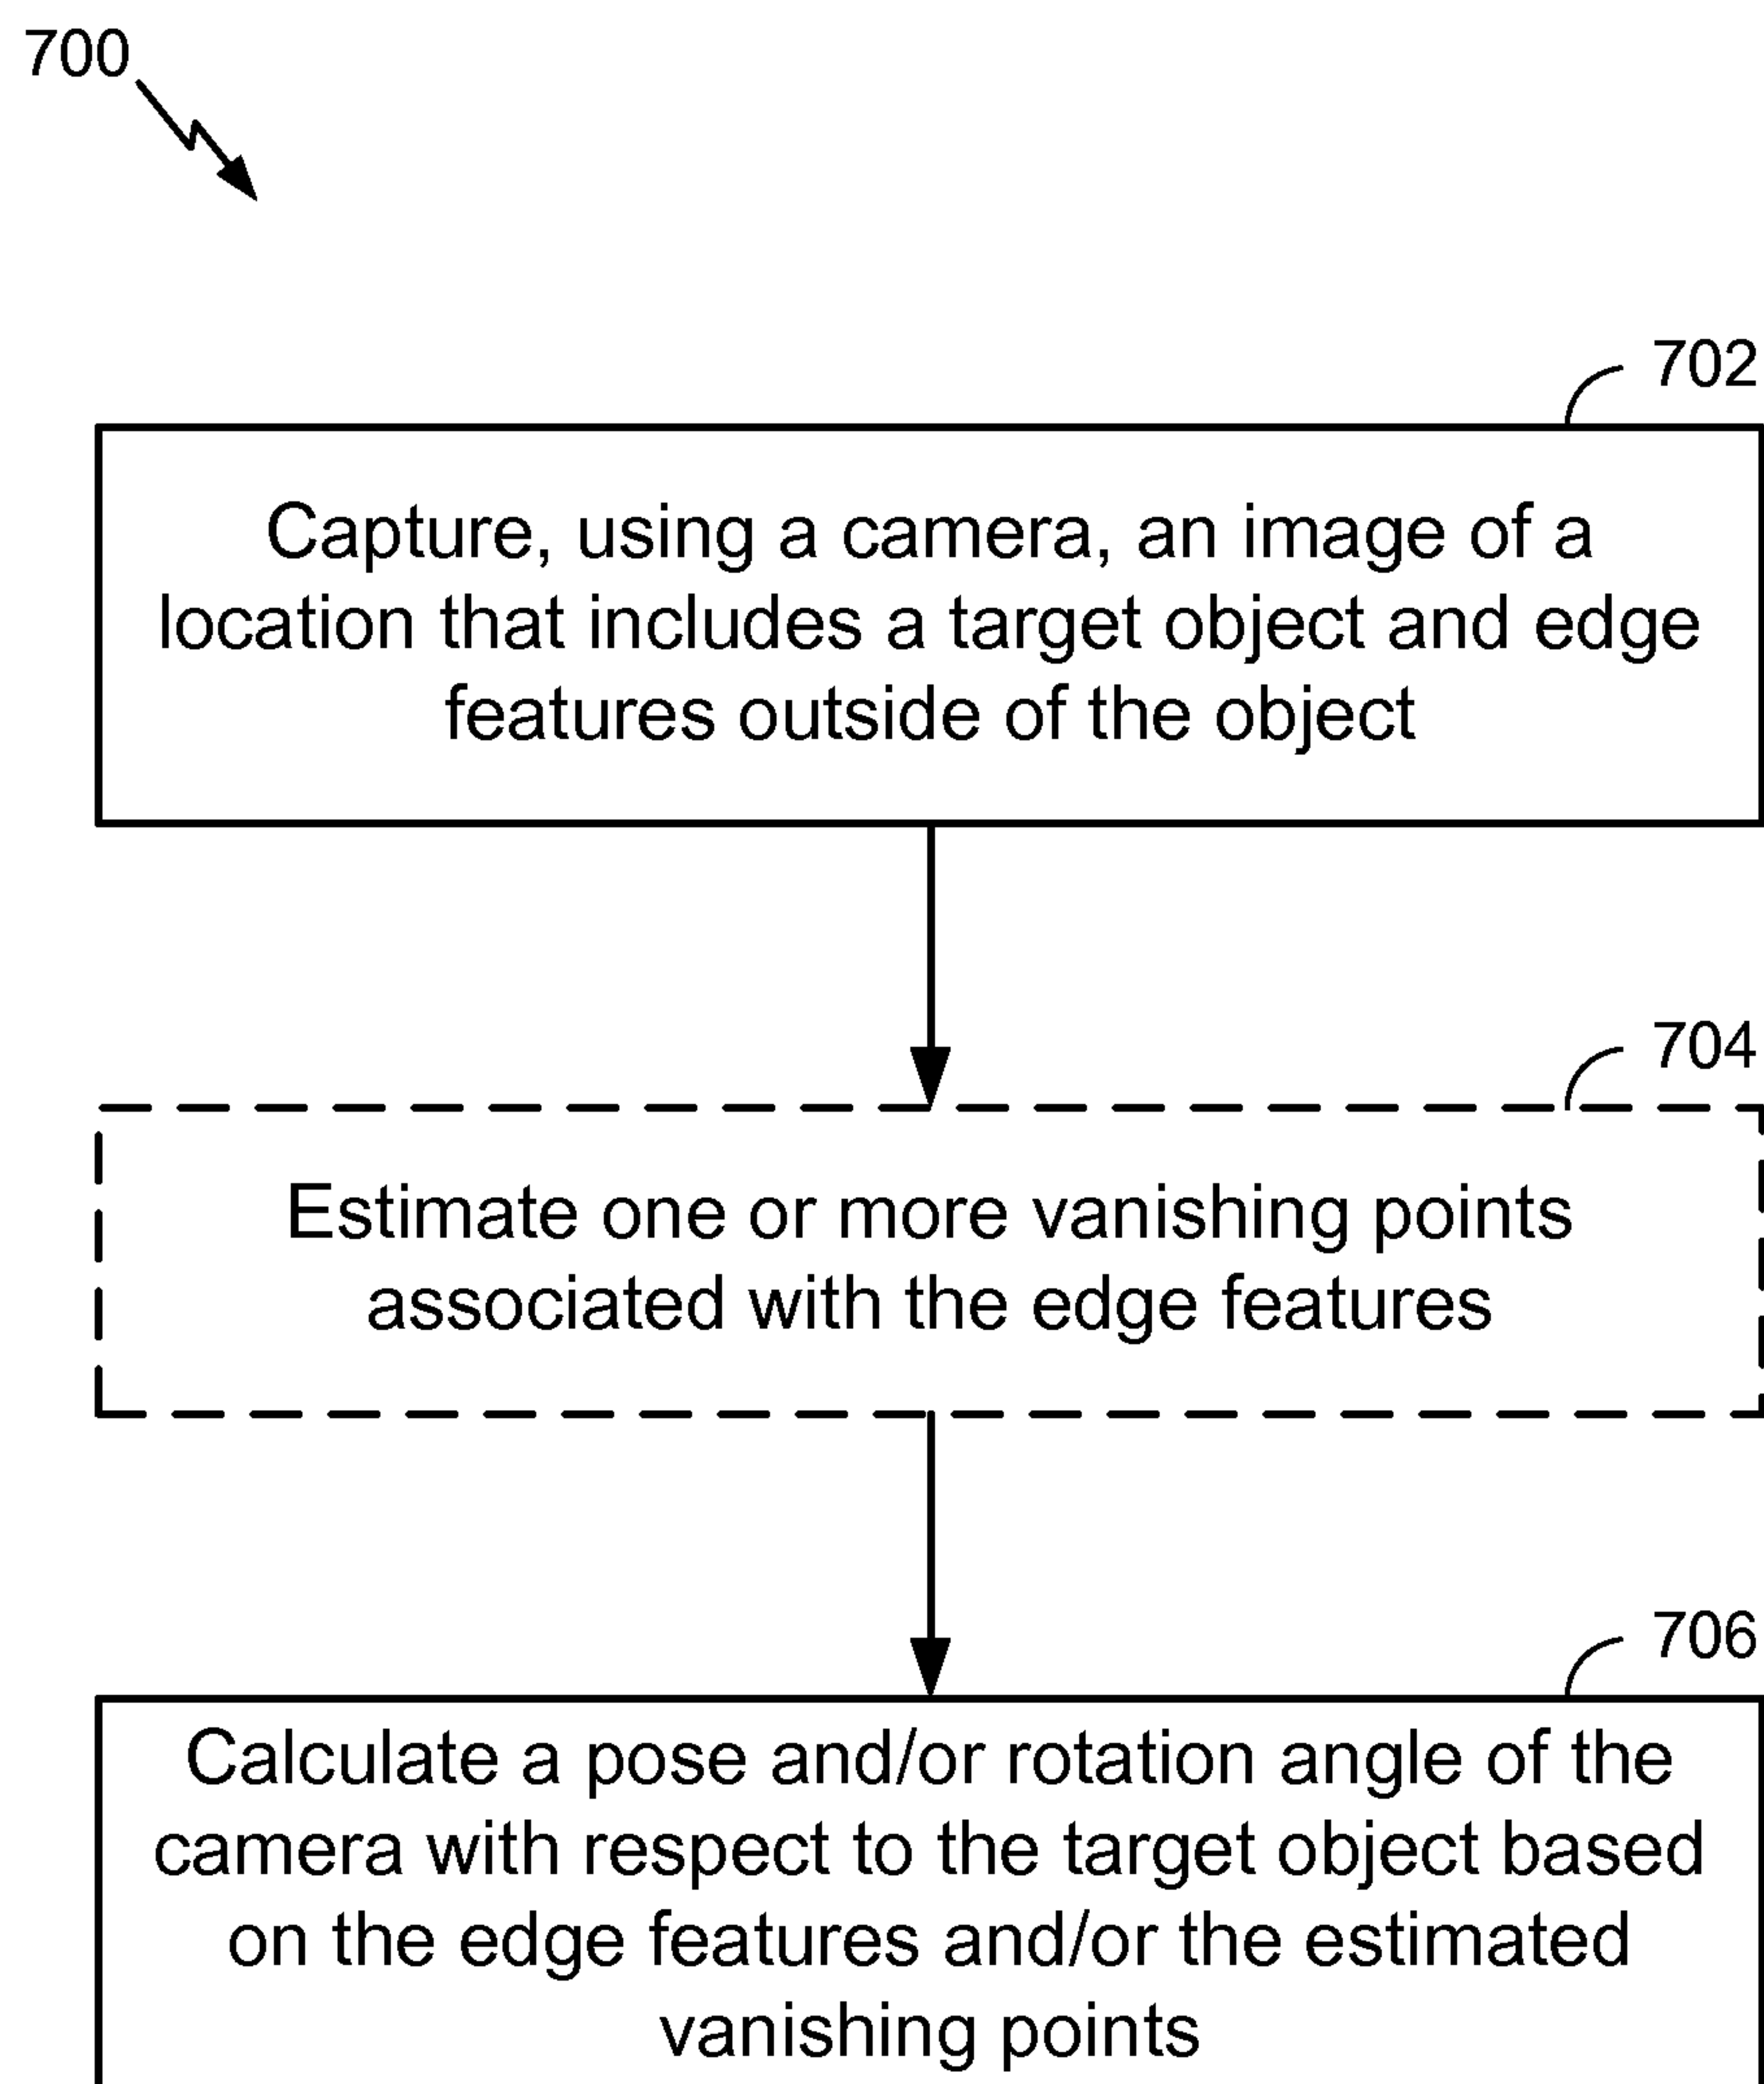 700
702
Capture, using a camera, an image of a
location that includes a target object and edge
features outside of the object
704
Estimate one or more vanishing points
associated with the edge features
706
Calculate a pose and/or rotation angle of the
camera with respect to the target object based
on the edge features and/or the estimated
vanishing points